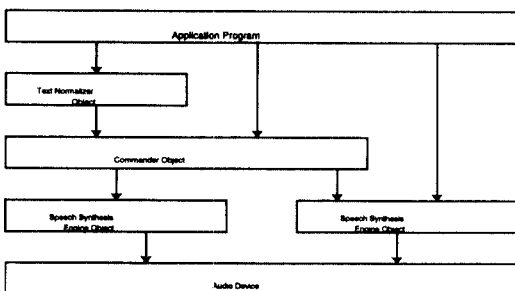 Application Program
Text Normalizer
Object
Commander Object
Speech Synthesis
Engine Object
Speech Synthesis
Engine Object
Audio Device